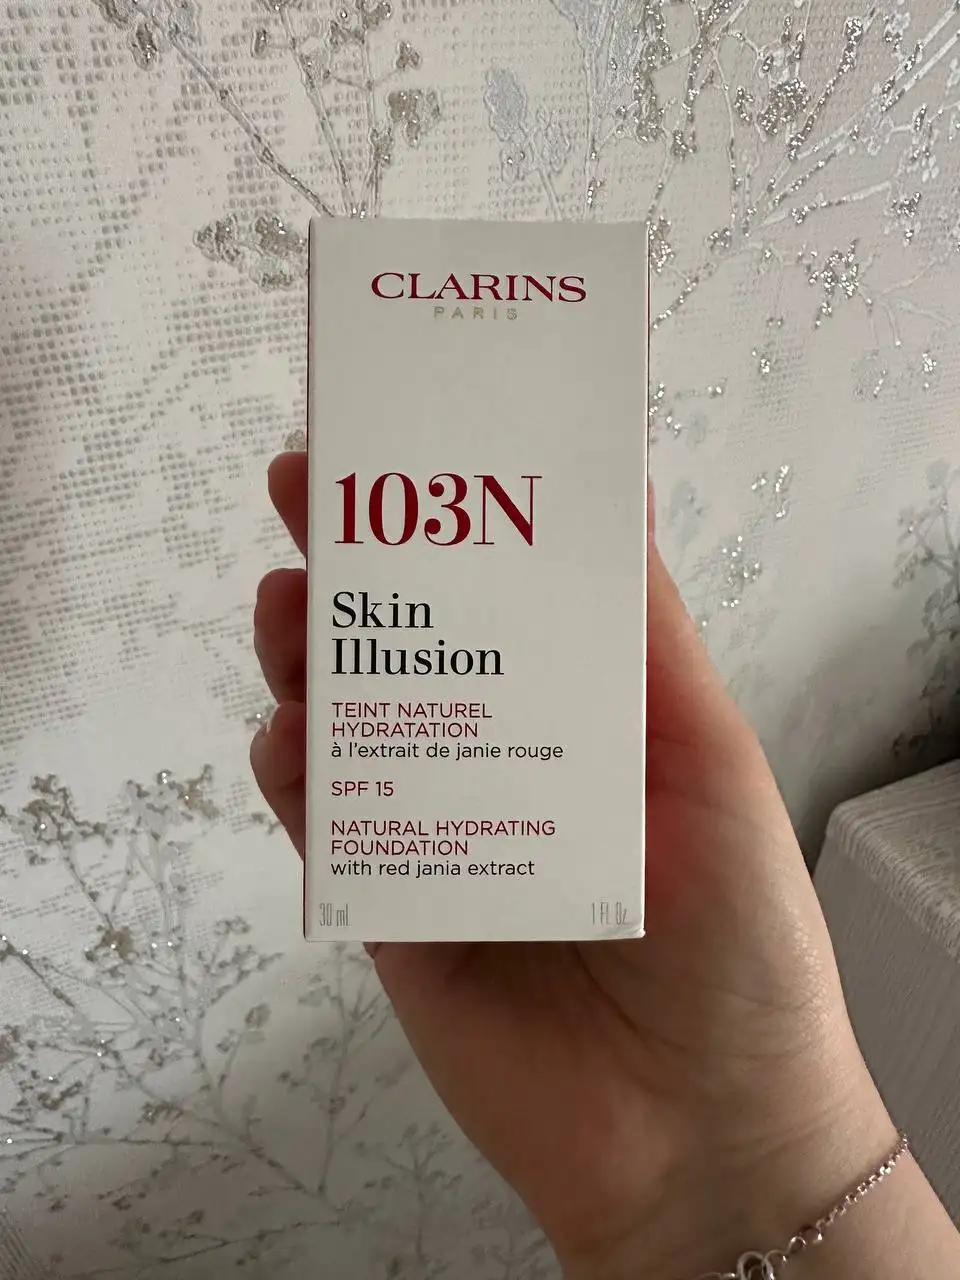 CLARINS
PARIS
103N
Skin
Illusion
TEINT NATUREL
HYDRATATION
à l'extrait de janie rouge
SPF 15
NATURAL HYDRATING
FOUNDATION
with red jania extract
30 ml 1 Fl. Oz.